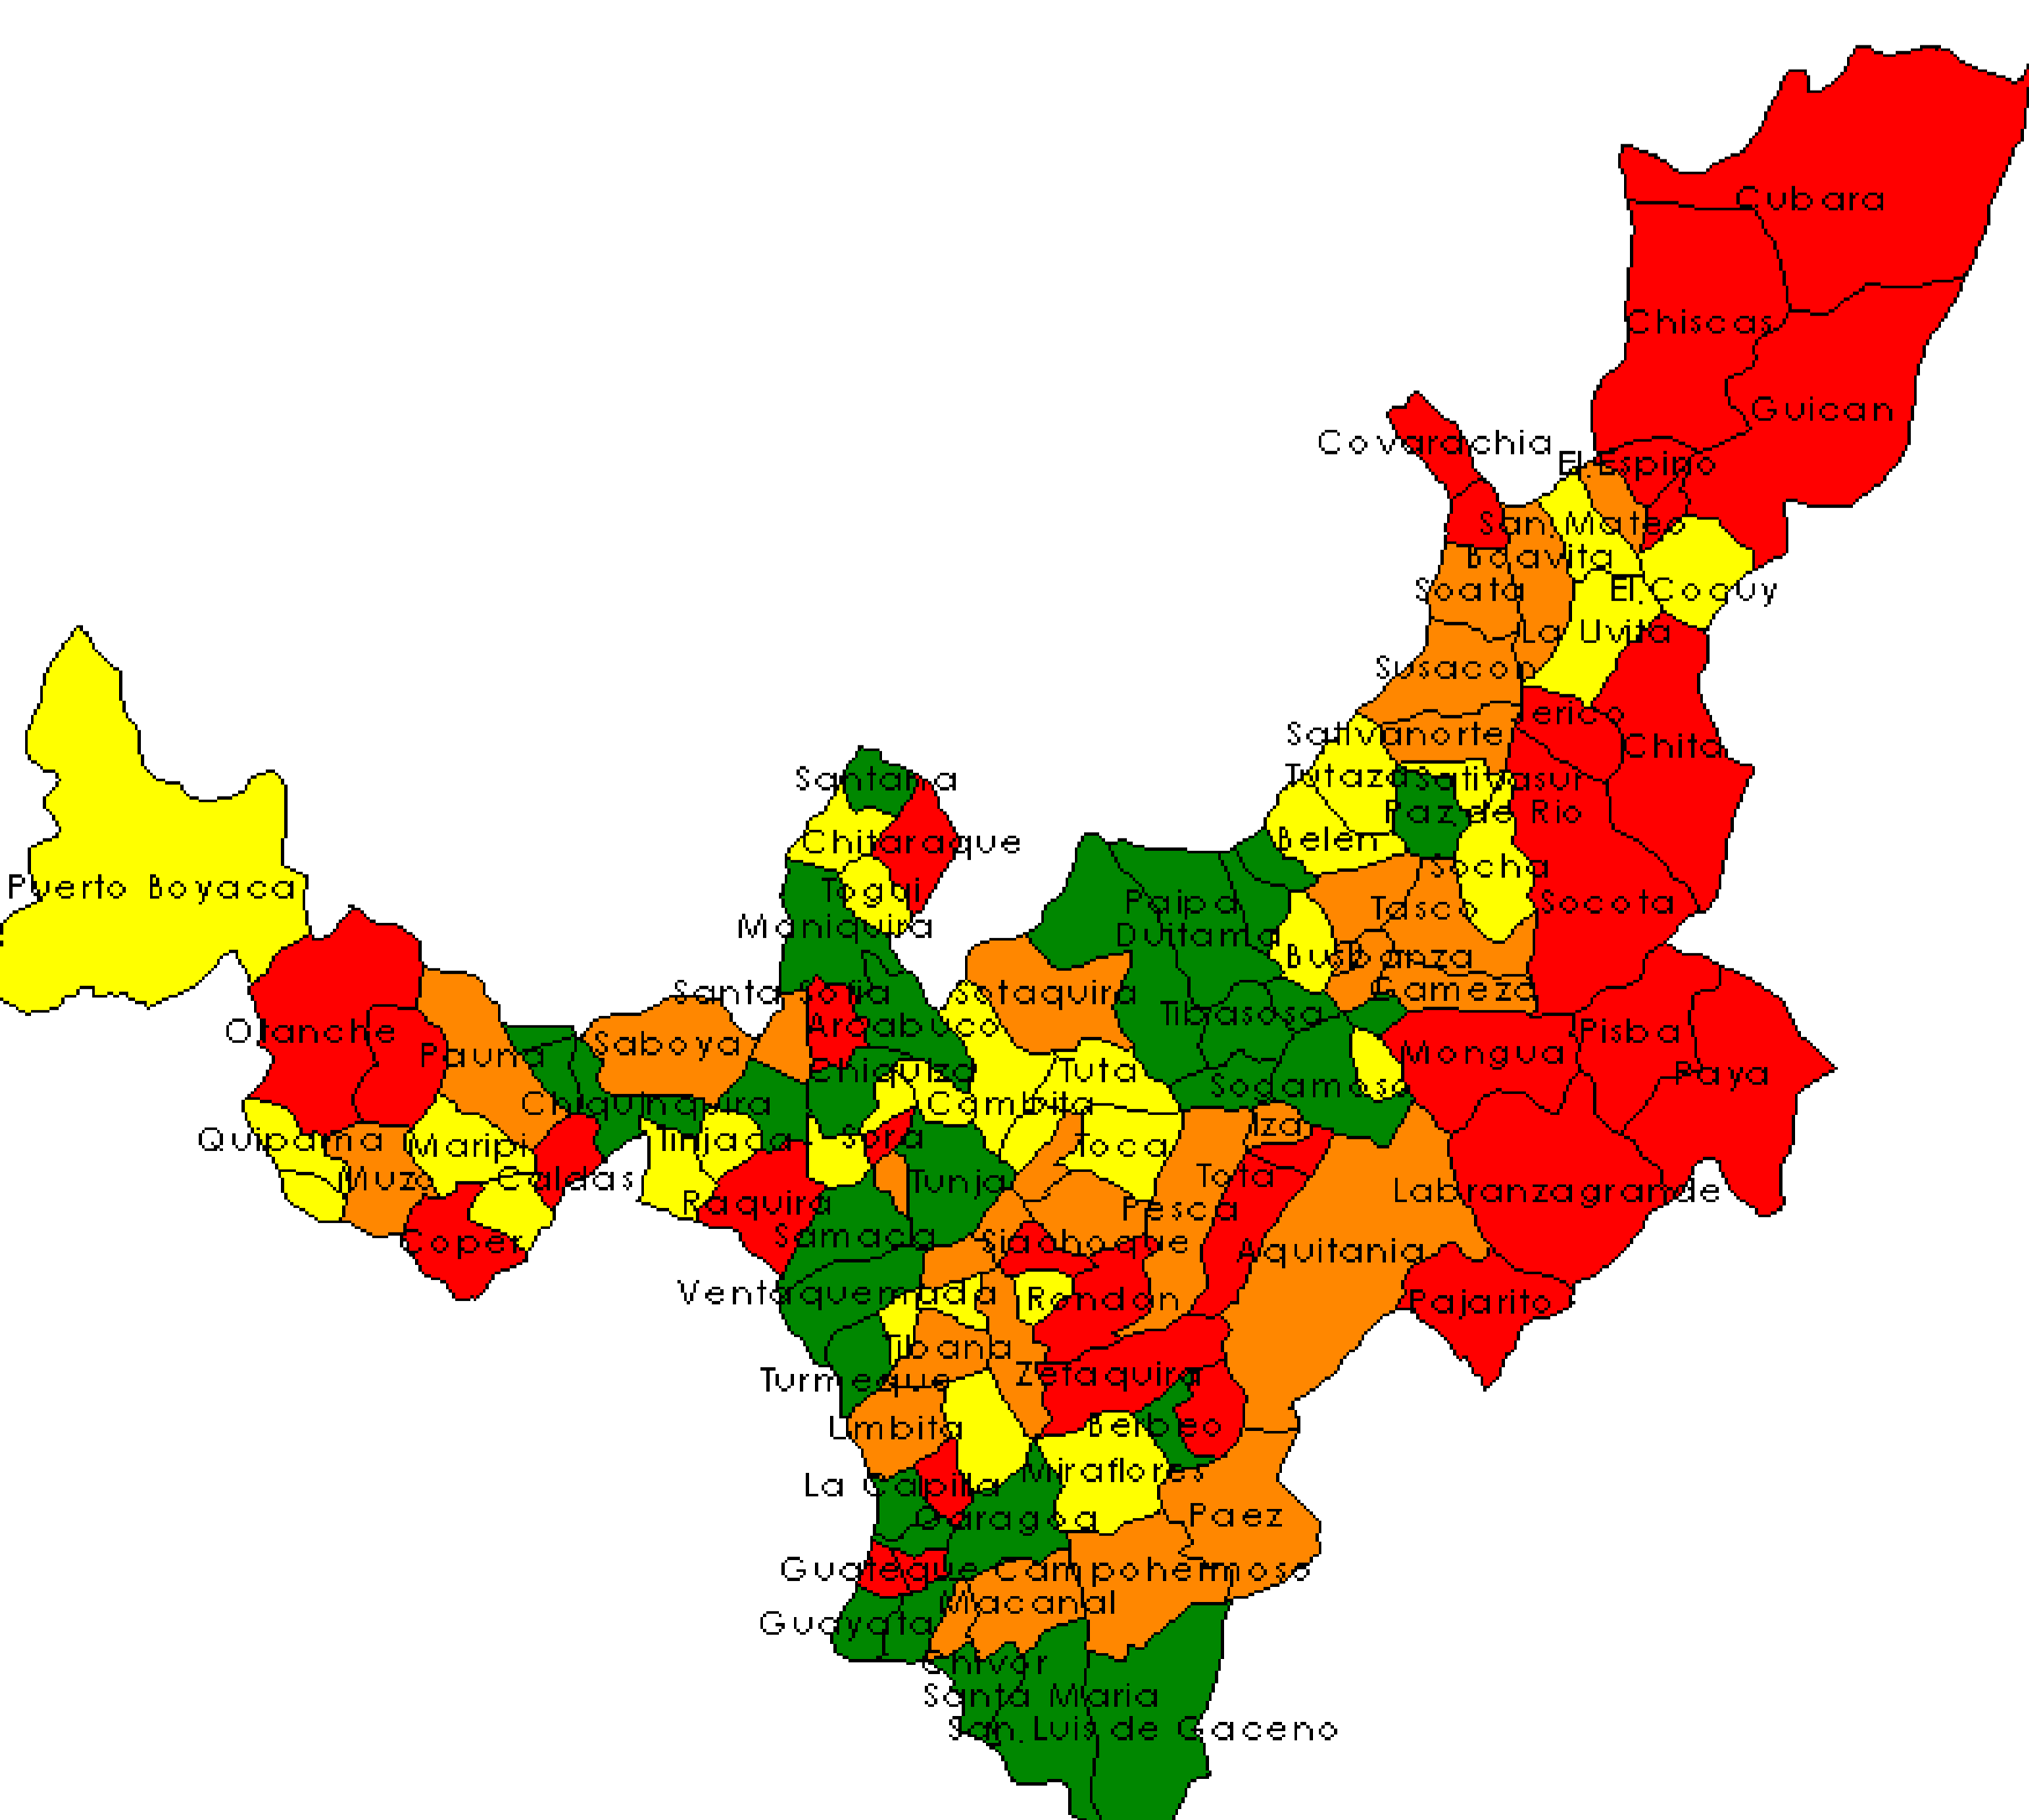 Cubara
Chiscas
Guican
Covarachia
El.Espino
San.Mateo
Boavita
Soata
El.Cocuy
La Uvita
Susacon
Jerico
Sativanorte
Chita
Santana
Tutaza
Sativasur
Paz de Rio
Chitaraque
Belen
Socha
Puerto Boyaca
Togui
Paipa
Tasco
Socota
Maniquira
Duitama
Busbanza
Santa Sofia
Sotaquira
Gameza
Tibasosa
Arcabuco
Otanche
Pisba
Saboya
Pauna
Mongua
Chiquiza
Tuta
Paya
Sogamoso
Chiquinquira
Combita
Iza
Quipama
Maripi
Tinjaca
Sora
Toca
Muzo
Caldas
Tunja
Tota
Labranzagrande
Raquira
Pesca
Samaca
Siachoque
Coper
Aquitania
Ventaquemada
Rondon
Pajarito
Tibana
Turmeque
Zetaquira
Umbita
Berbeo
Miraflores
La Capilla
Garagoa
Paez
Guateque
Campohermoso
Macanal
Guayata
Chivor
Santa Maria
San.Luis de Gaceno